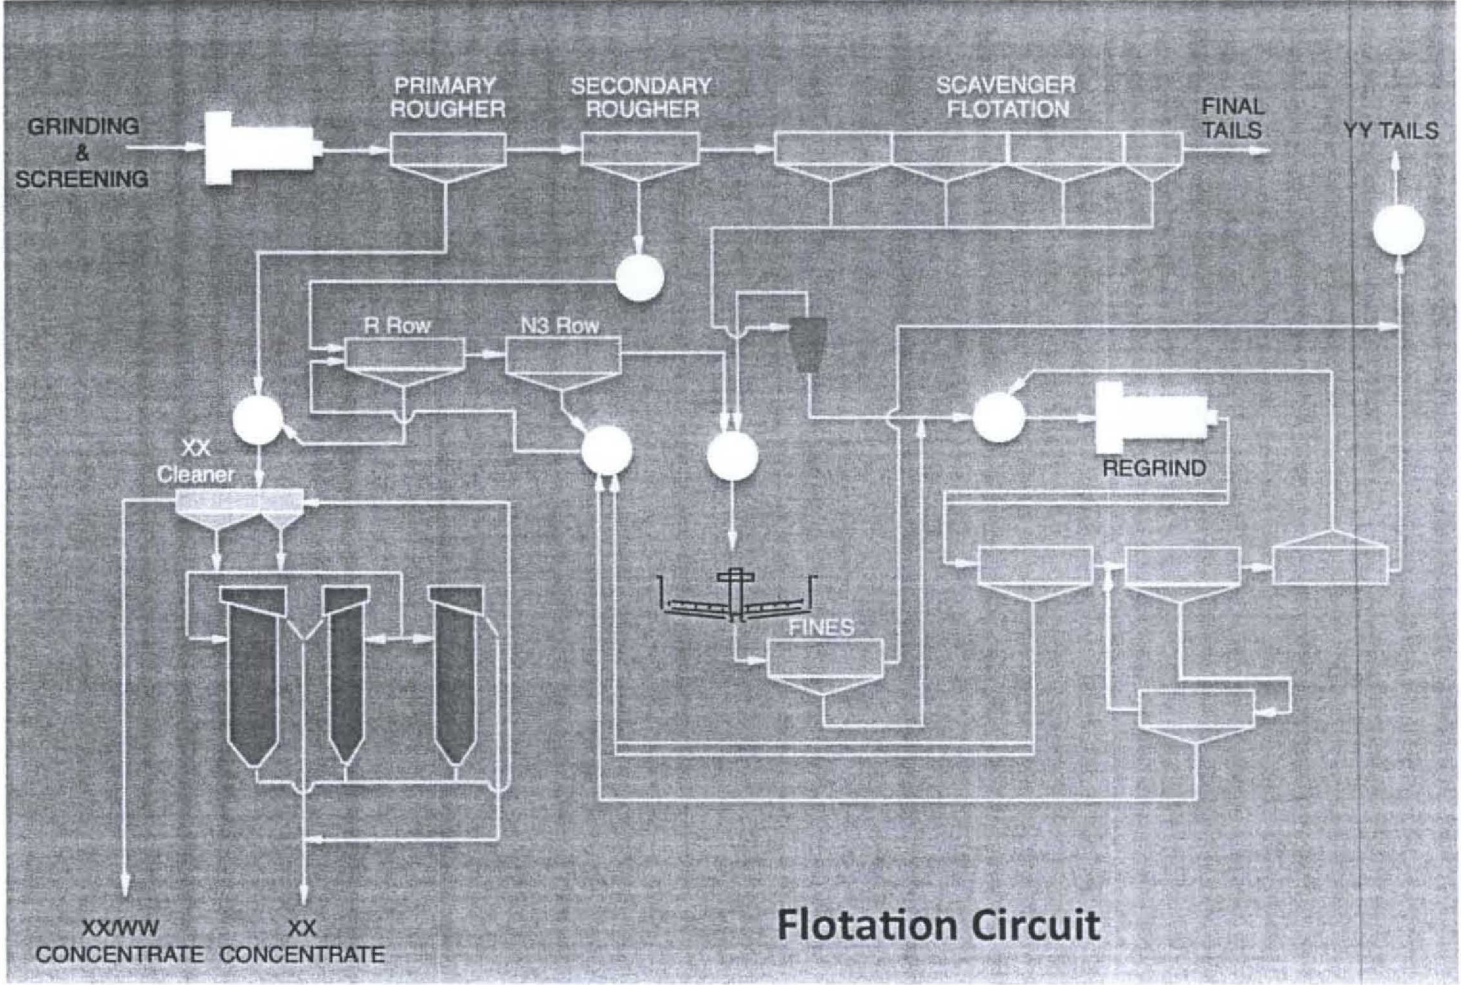 PRIMARY
ROUGHER
SECONDARY
ROUGHER
SCAVENGER
FLOTATION
FINAL
TAILS
YY TAILS
GRINDING
&
SCREENING
R Row
N3 Row
XX
Cleaner
REGRIND
FINES
XX/WW
CONCENTRATE
XX
CONCENTRATE
Flotation Circuit